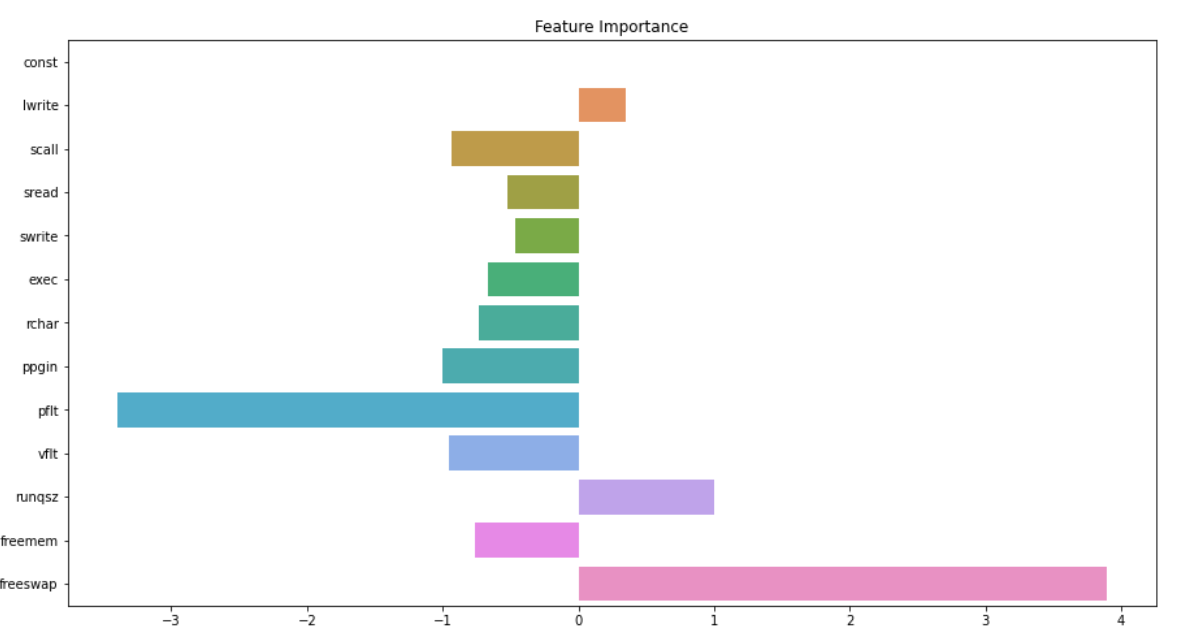 Feature Importance
const
lwrite
scall
sread
swrite
exec
rchar
ppgin
pflt
vflt
runqsz
freemem
freeswap
−3 −2 −1 0 1 2 3 4